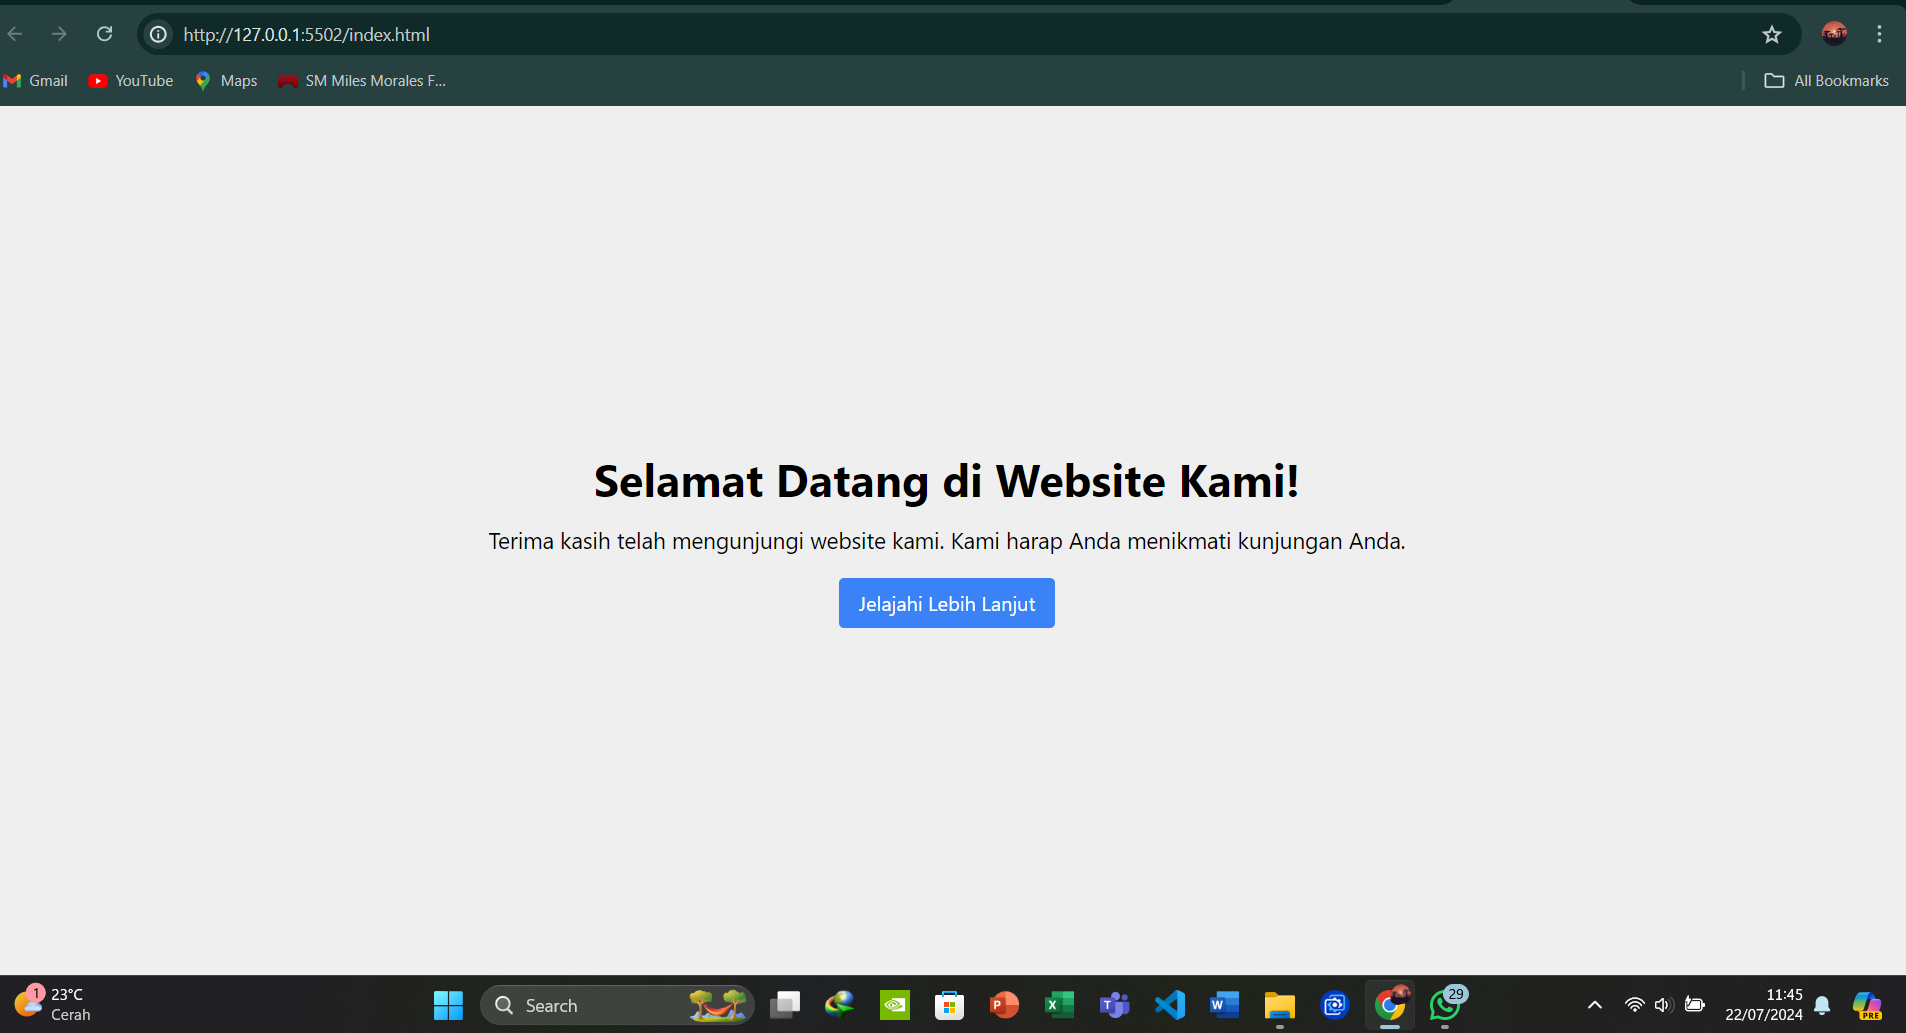 http://127.0.0.1:5502/index.html
Gmail YouTube Maps SM Miles Morales F... All Bookmarks
Selamat Datang di Website Kami!
Terima kasih telah mengunjungi website kami. Kami harap Anda menikmati kunjungan Anda.
Jelajahi Lebih Lanjut
1 23°C
Cerah
Search
P X T W
29
11:45
22/07/2024
PRE